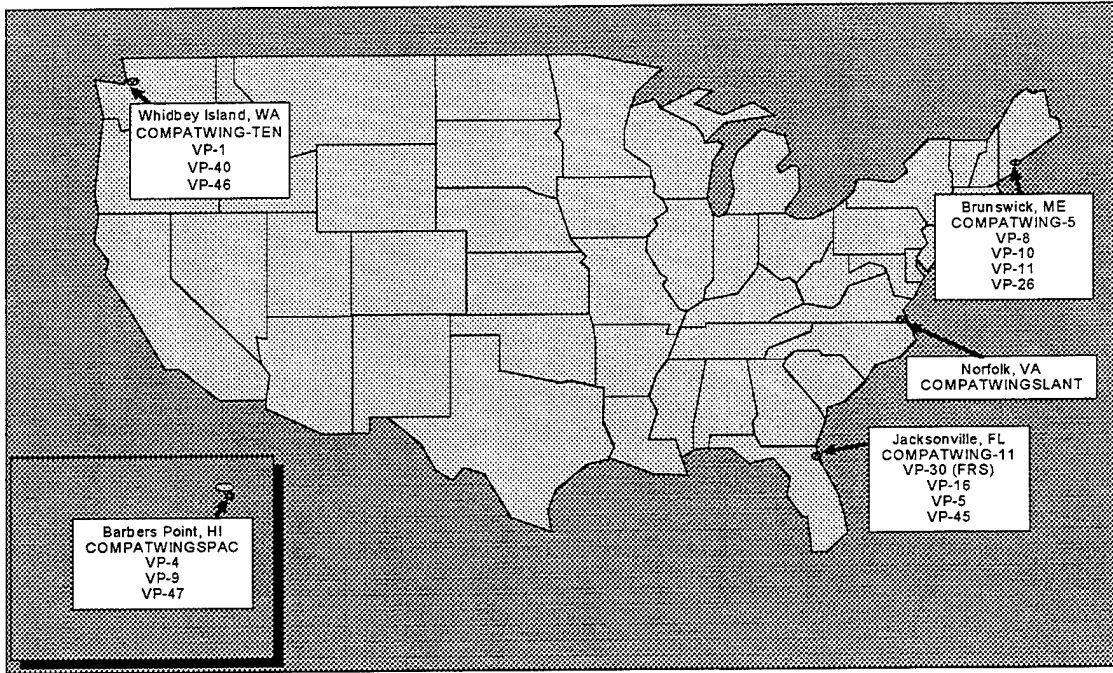 Whidbey Island, WA
COMPATWING-TEN
VP-1
VP-40
VP-46
Brunswick, ME
COMPATWING-5
VP-8
VP-10
VP-11
VP-26
Norfolk, VA
COMPATWINGSLANT
Jacksonville, FL
COMPATWING-11
VP-30 (FRS)
VP-16
VP-5
VP-45
Barbers Point, HI
COMPATWINGSPAC
VP-4
VP-9
VP-47